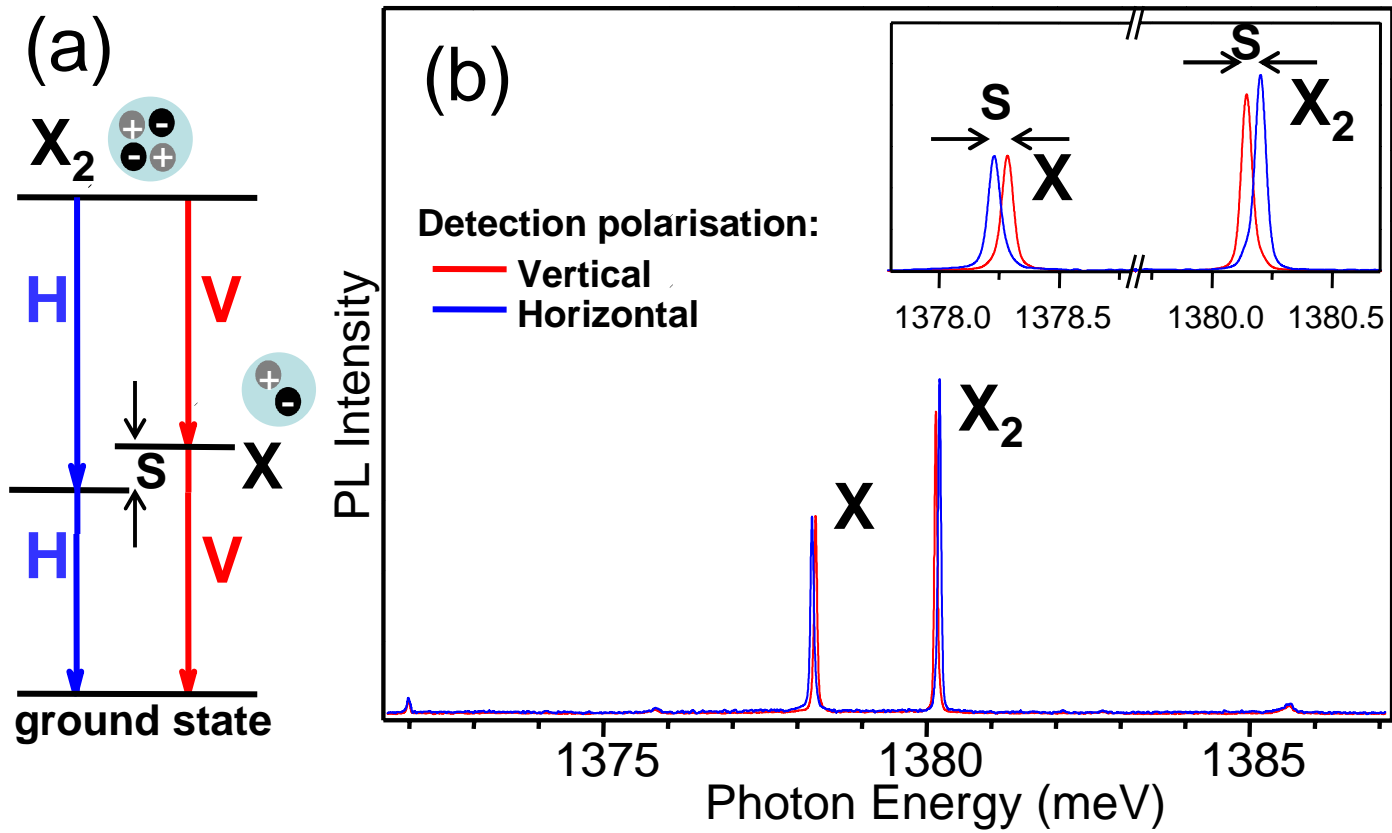 (a)
X2
+ -
- +
H V
+
-
S X
H V
ground state
(b)
Detection polarisation:
Vertical
Horizontal
S
X
S
X2
1378.0 1378.5 1380.0 1380.5
X
X2
PL Intensity
1375 1380 1385
Photon Energy (meV)